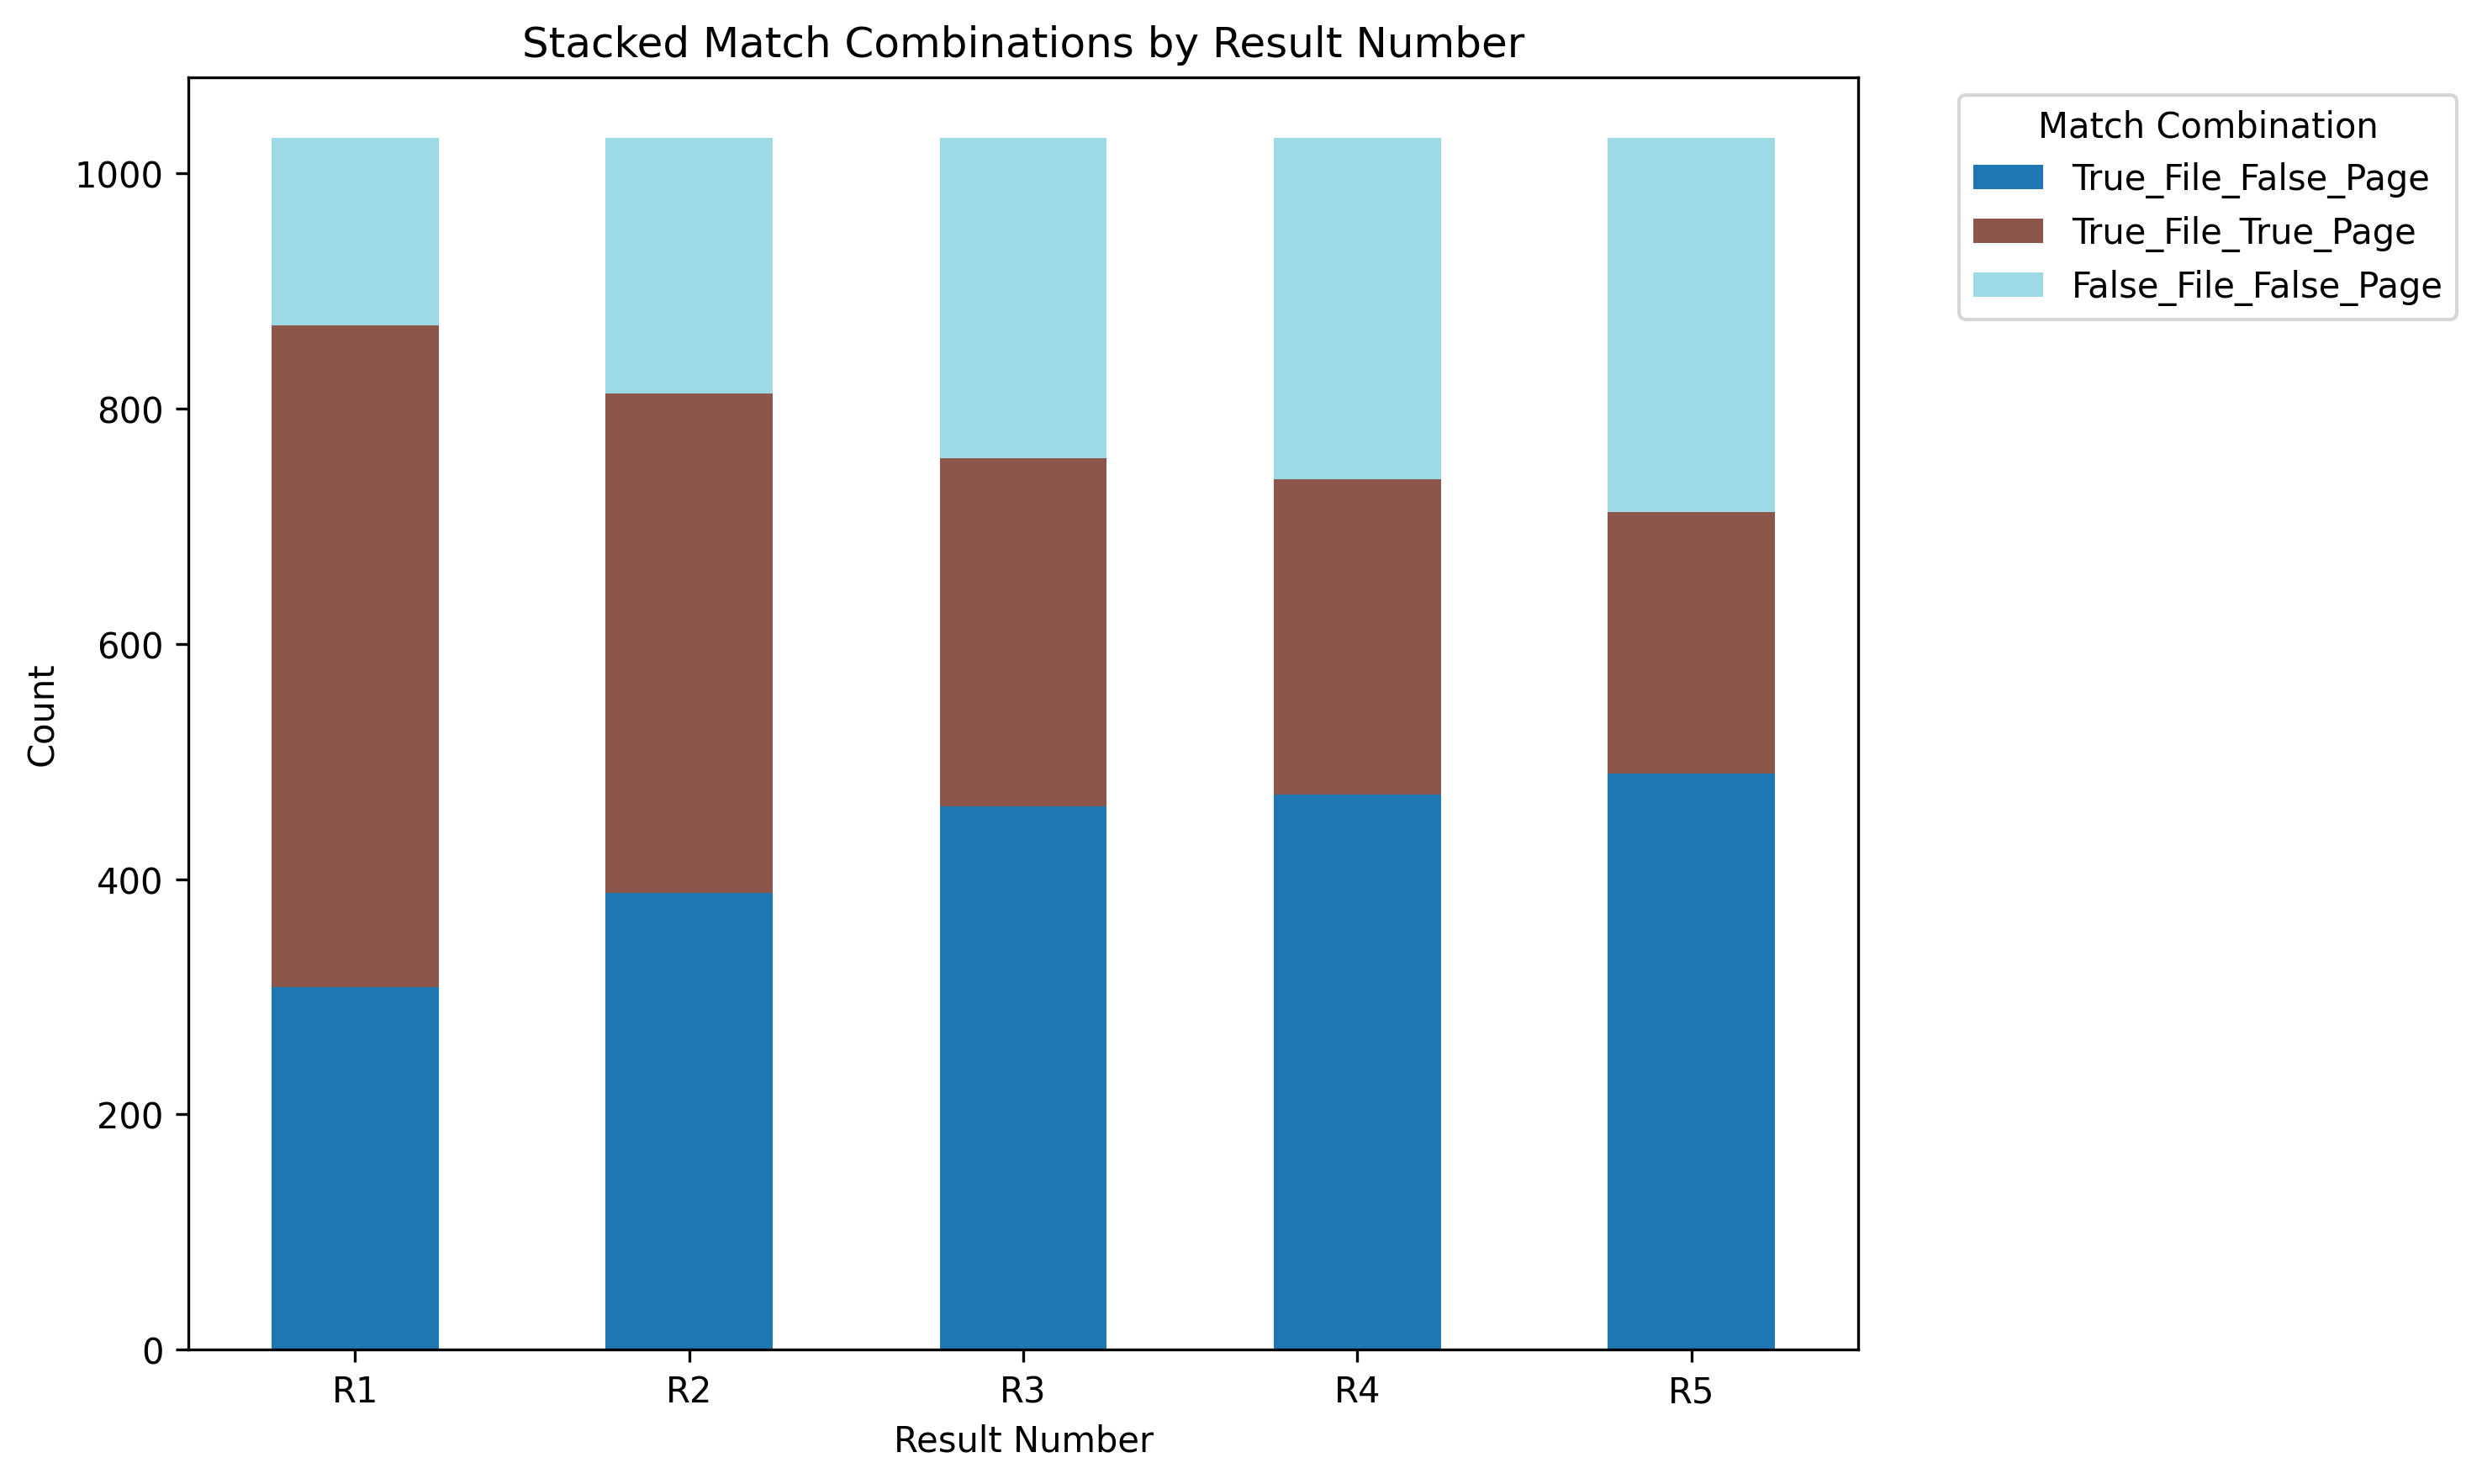 Stacked Match Combinations by Result Number
Count
1000
800
600
400
200
0
R1 R2 R3 R4 R5
Result Number
Match Combination
True_File_False_Page
True_File_True_Page
False_File_False_Page